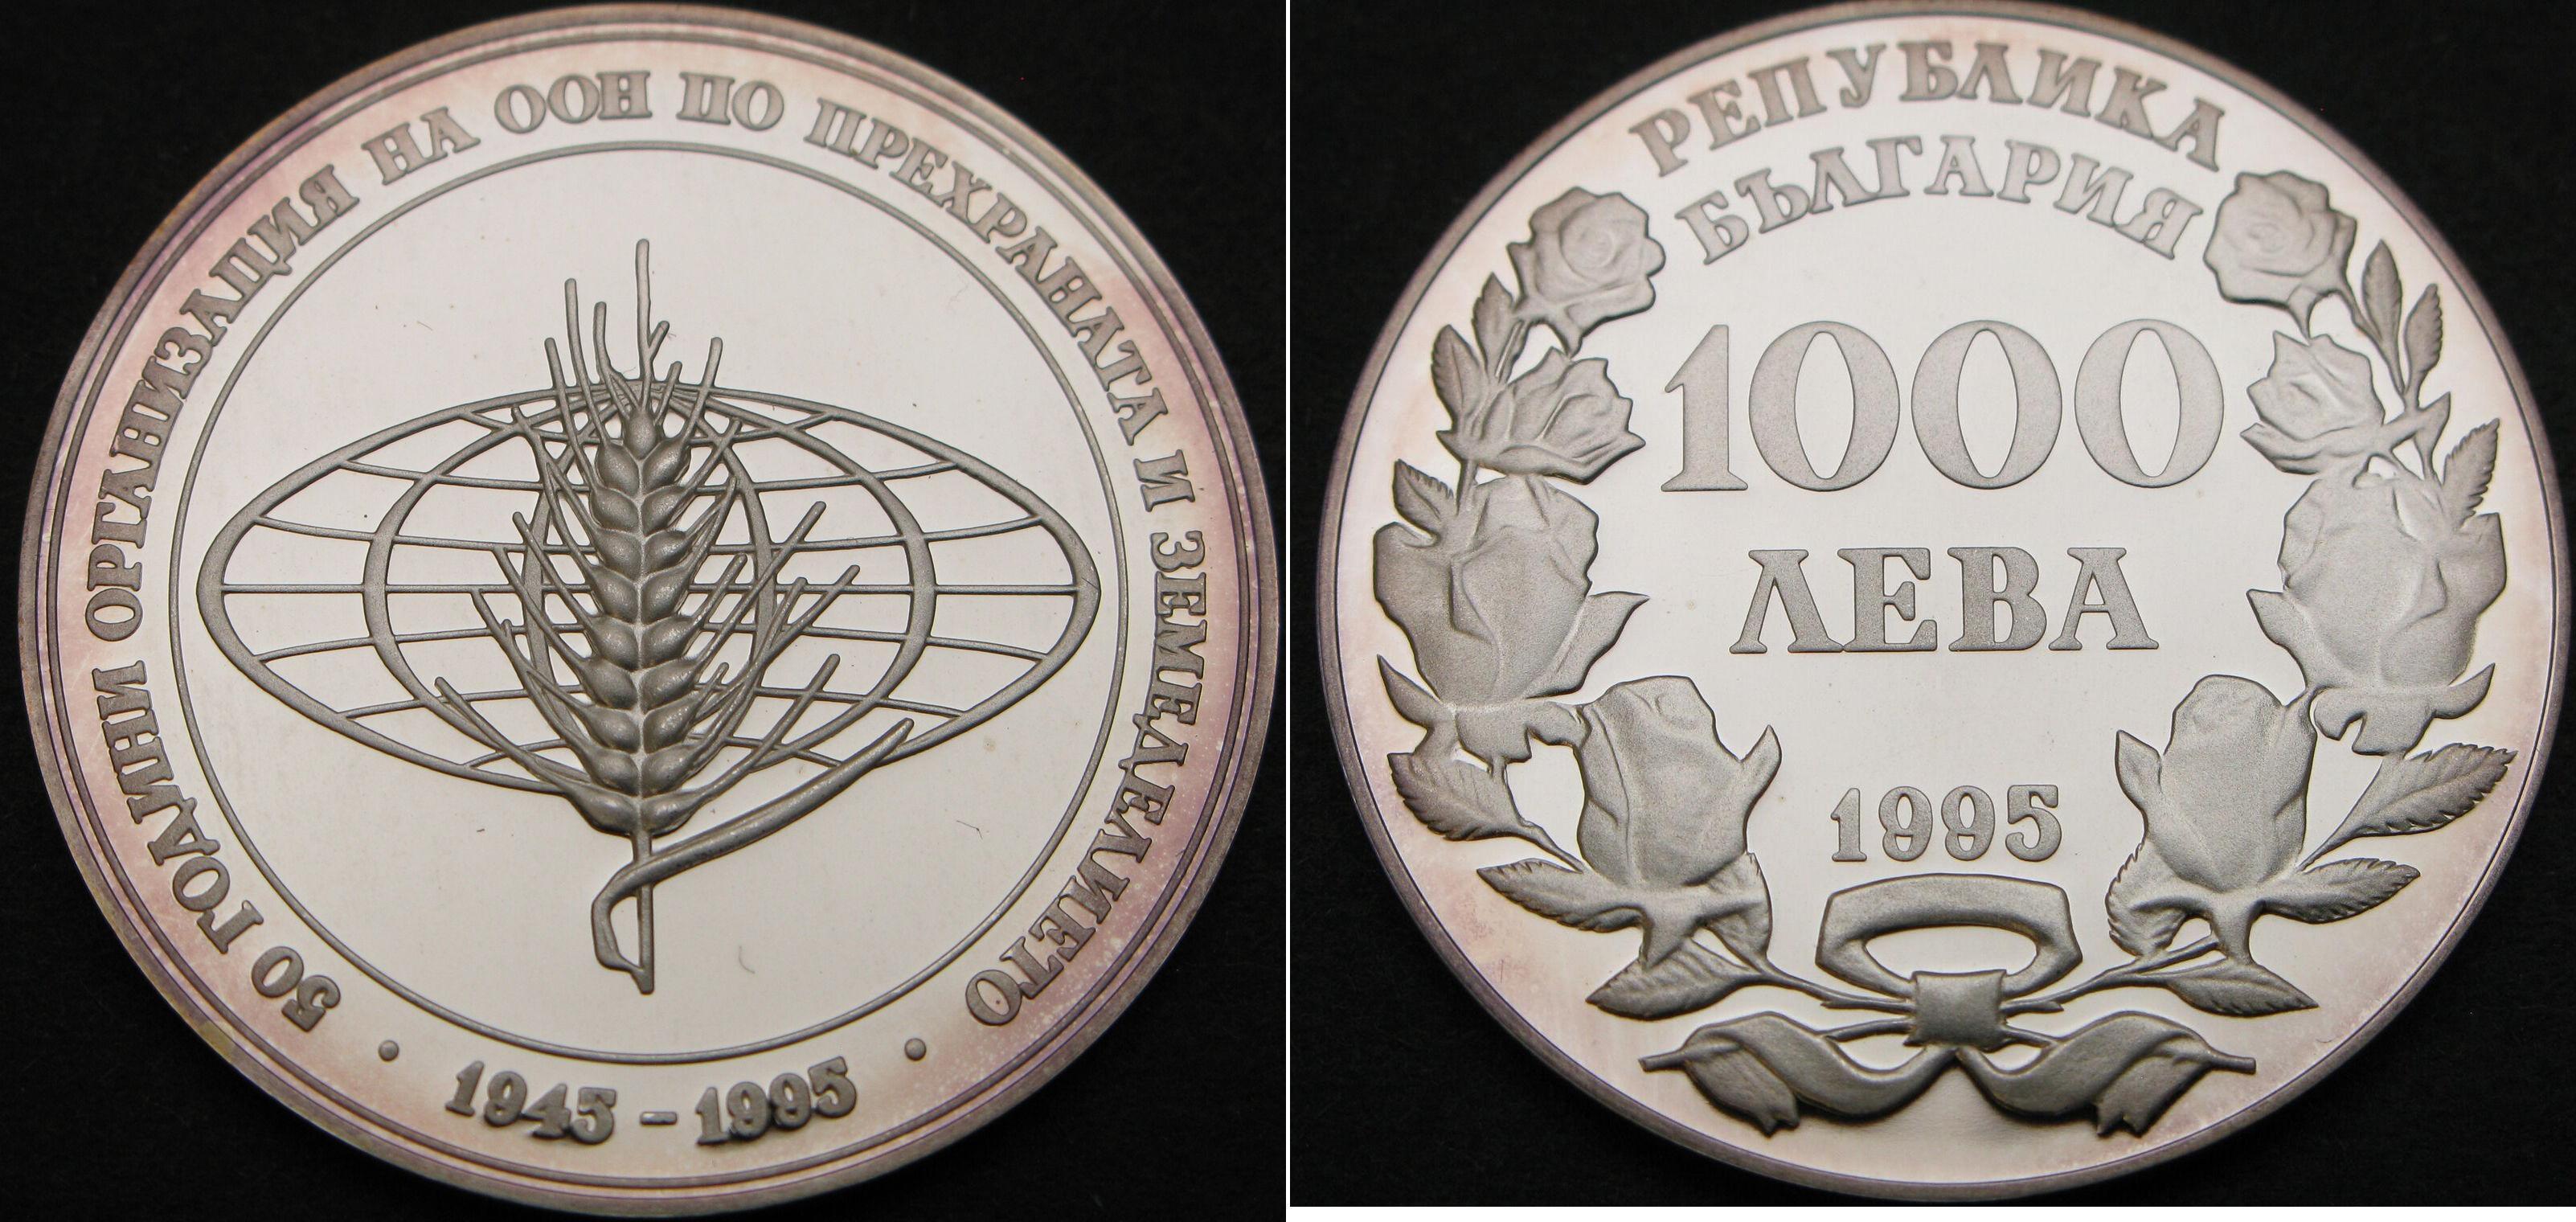 50 ГОДИНИ ОРГАНИЗАЦИЯ НА ООН ПО ПРЕХРАНАТА И ЗЕМЕДЕЛИЕТО
• 1945 - 1995 •
РЕПУБЛИКА
БЪЛГАРИЯ
1000
ЛЕВА
1995